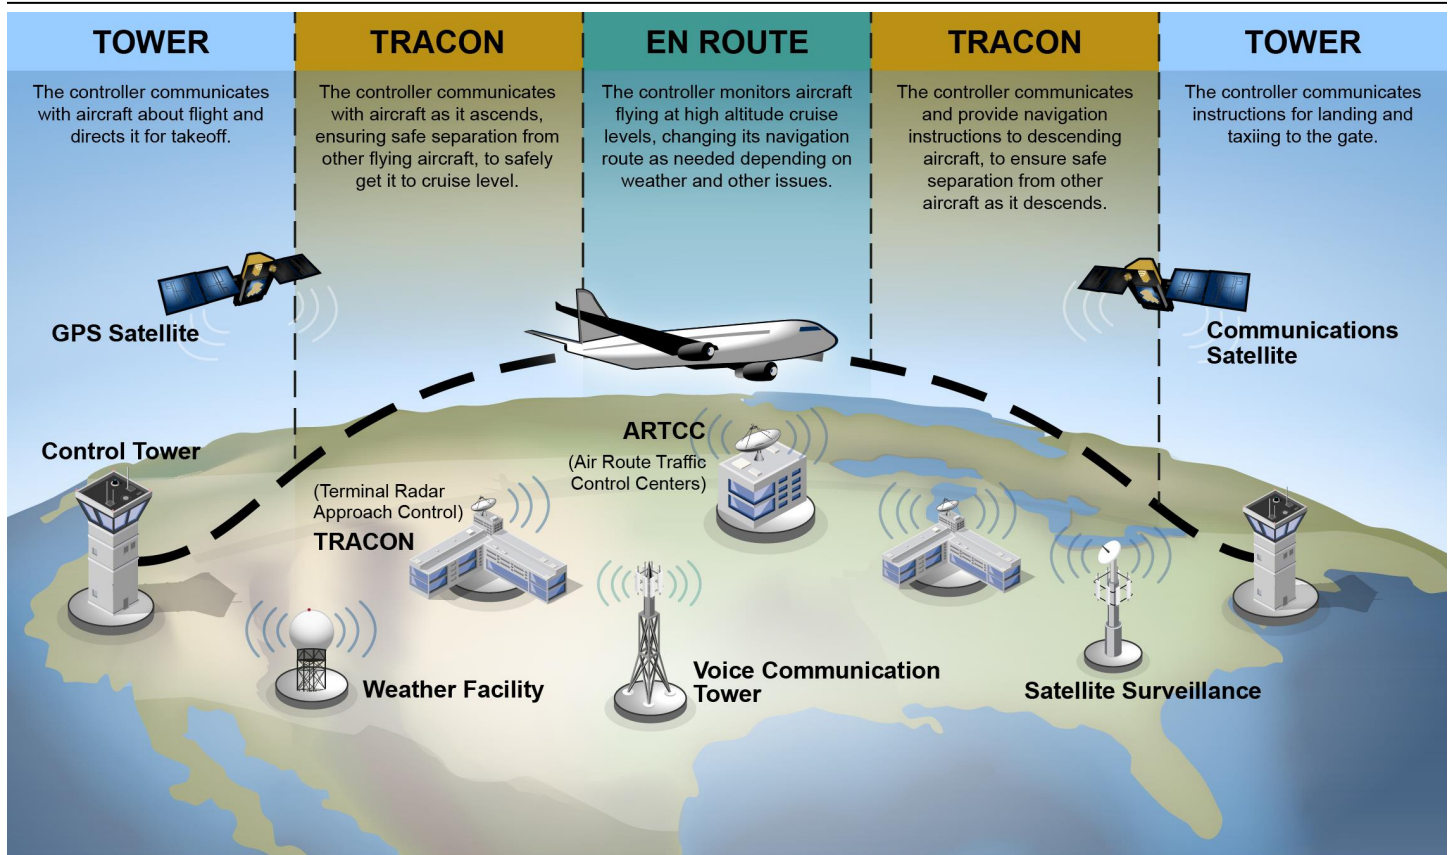 TOWER
TRACON
EN ROUTE
TRACON
TOWER
The controller communicates
with aircraft about flight and
directs it for takeoff.
The controller communicates
with aircraft as it ascends,
ensuring safe separation from
other flying aircraft, to safely
get it to cruise level.
The controller monitors aircraft
flying at high altitude cruise
levels, changing its navigation
route as needed depending on
weather and other issues.
The controller communicates
and provide navigation
instructions to descending
aircraft, to ensure safe
separation from other
aircraft as it descends.
The controller communicates
instructions for landing and
taxiing to the gate.
GPS Satellite
Communications
Satellite
Control Tower
ARTCC
(Air Route Traffic
Control Centers)
(Terminal Radar
Approach Control)
TRACON
Weather Facility
Voice Communication
Tower
Satellite Surveillance